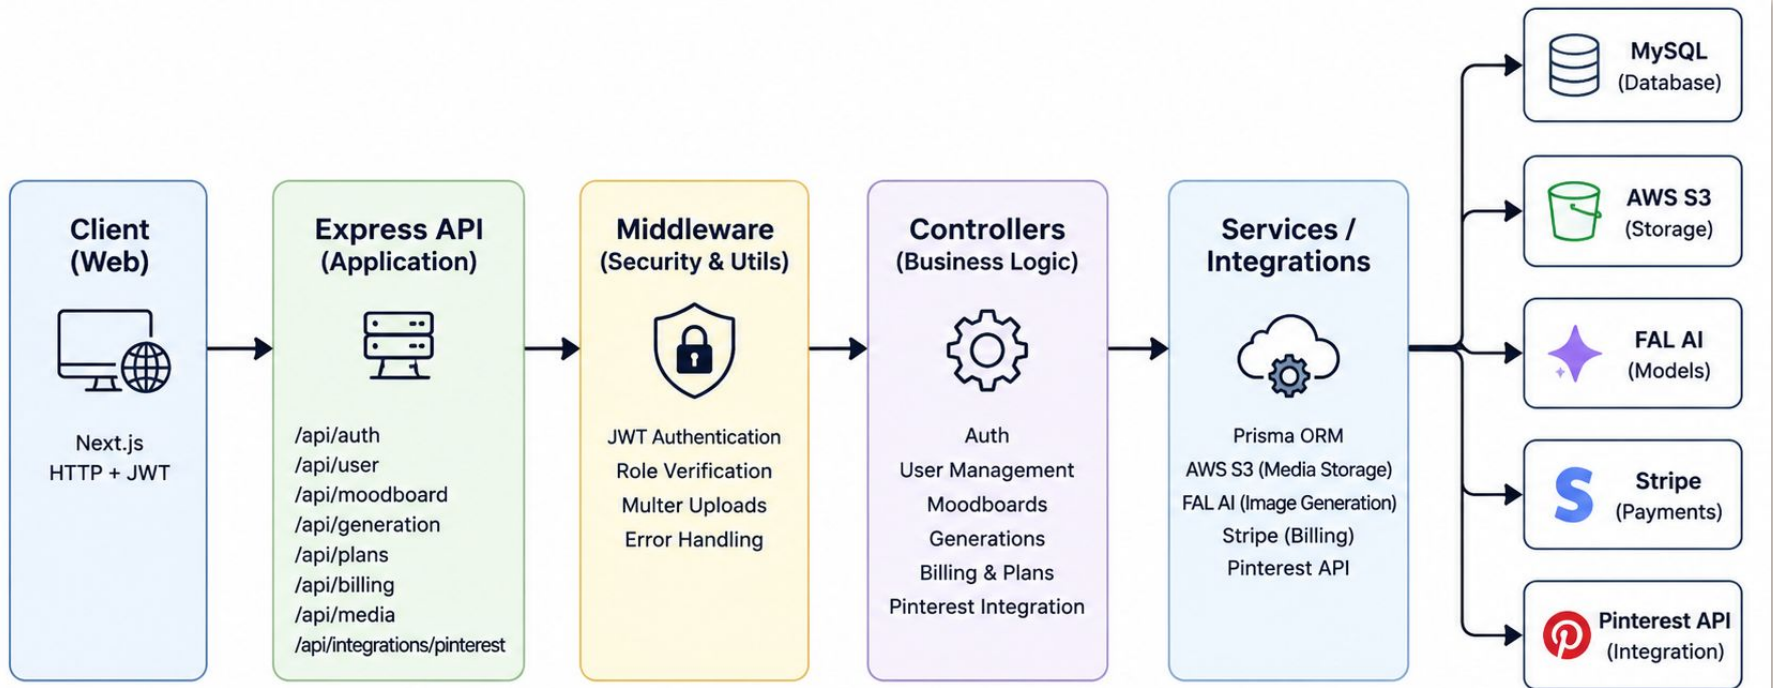 Client
(Web)
Next.js
HTTP + JWT
Express API
(Application)
/api/auth
/api/user
/api/moodboard
/api/generation
/api/plans
/api/billing
/api/media
/api/integrations/pinterest
Middleware
(Security & Utils)
JWT Authentication
Role Verification
Multer Uploads
Error Handling
Controllers
(Business Logic)
Auth
User Management
Moodboards
Generations
Billing & Plans
Pinterest Integration
Services /
Integrations
Prisma ORM
AWS S3 (Media Storage)
FAL AI (Image Generation)
Stripe (Billing)
Pinterest API
MySQL
(Database)
AWS S3
(Storage)
FAL AI
(Models)
S
Stripe
(Payments)
Pinterest API
(Integration)